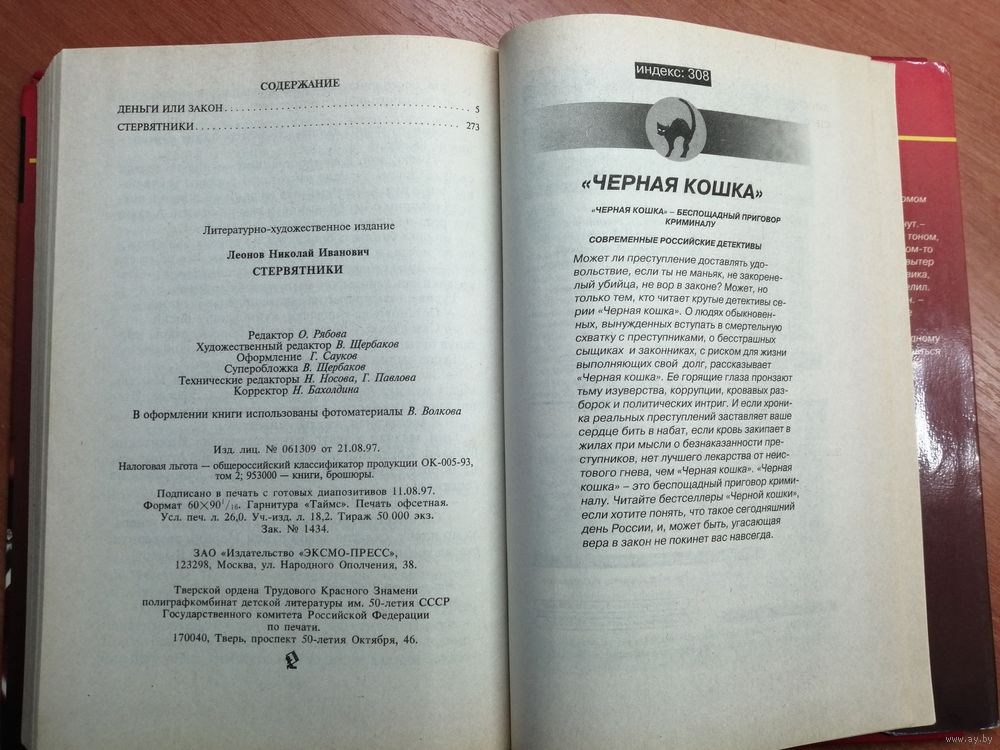 СОДЕРЖАНИЕ
ДЕНЬГИ ИЛИ ЗАКОН. . . . . . . . . . . . . . . . . . . . . . . . . . . . . . 5
СТЕРВЯТНИКИ. . . . . . . . . . . . . . . . . . . . . . . . . . . . . . . . 273
Литературно-художественное издание
Леонов Николай Иванович
СТЕРВЯТНИКИ
Редактор О. Рябова
Художественный редактор В. Щербаков
Оформление Г. Сауков
Суперобложка В. Щербаков
Технические редакторы Н. Носова, Г. Павлова
Корректор Н. Бахолдина
В оформлении книги использованы фотоматериалы В. Волкова
Изд. лиц. № 061309 от 21.08.97.
Налоговая льгота — общероссийский классификатор продукции ОК-005-93,
том 2; 953000 — книги, брошюры.
Подписано в печать с готовых диапозитивов 11.08.97.
Формат 60×90¹/₁₆. Гарнитура «Таймс». Печать офсетная.
Усл. печ. л. 26,0. Уч.-изд. л. 18,2. Тираж 50 000 экз.
Зак. № 1434.
ЗАО «Издательство «ЭКСМО-ПРЕСС»,
123298, Москва, ул. Народного Ополчения, 38.
Тверской ордена Трудового Красного Знамени
полиграфкомбинат детской литературы им. 50-летия СССР
Государственного комитета Российской Федерации
по печати.
170040, Тверь, проспект 50-летия Октября, 46.
индекс: 308
«ЧЕРНАЯ КОШКА»
«ЧЕРНАЯ КОШКА» – БЕСПОЩАДНЫЙ ПРИГОВОР
КРИМИНАЛУ
СОВРЕМЕННЫЕ РОССИЙСКИЕ ДЕТЕКТИВЫ
Может ли преступление доставлять удо-
вольствие, если ты не маньяк, не закорене-
лый убийца, не вор в законе? Может, но
только тем, кто читает крутые детективы се-
рии «Черная кошка». О людях обыкновен-
ных, вынужденных вступать в смертельную
схватку с преступниками, о бесстрашных
сыщиках и законниках, с риском для жизни
выполняющих свой долг, рассказывает
«Черная кошка». Ее горящие глаза пронзают
тьму изуверства, коррупции, кровавых раз-
борок и политических интриг. И если хрони-
ка реальных преступлений заставляет ваше
сердце бить в набат, если кровь закипает в
жилах при мысли о безнаказанности пре-
ступников, нет лучшего лекарства от неис-
тового гнева, чем «Черная кошка». «Черная
кошка» – это беспощадный приговор крими-
налу. Читайте бестселлеры «Черной кошки»,
если хотите понять, что такое сегодняшний
день России, и, может быть, угасающая
вера в закон не покинет вас навсегда.
тоном,
www.ay.by